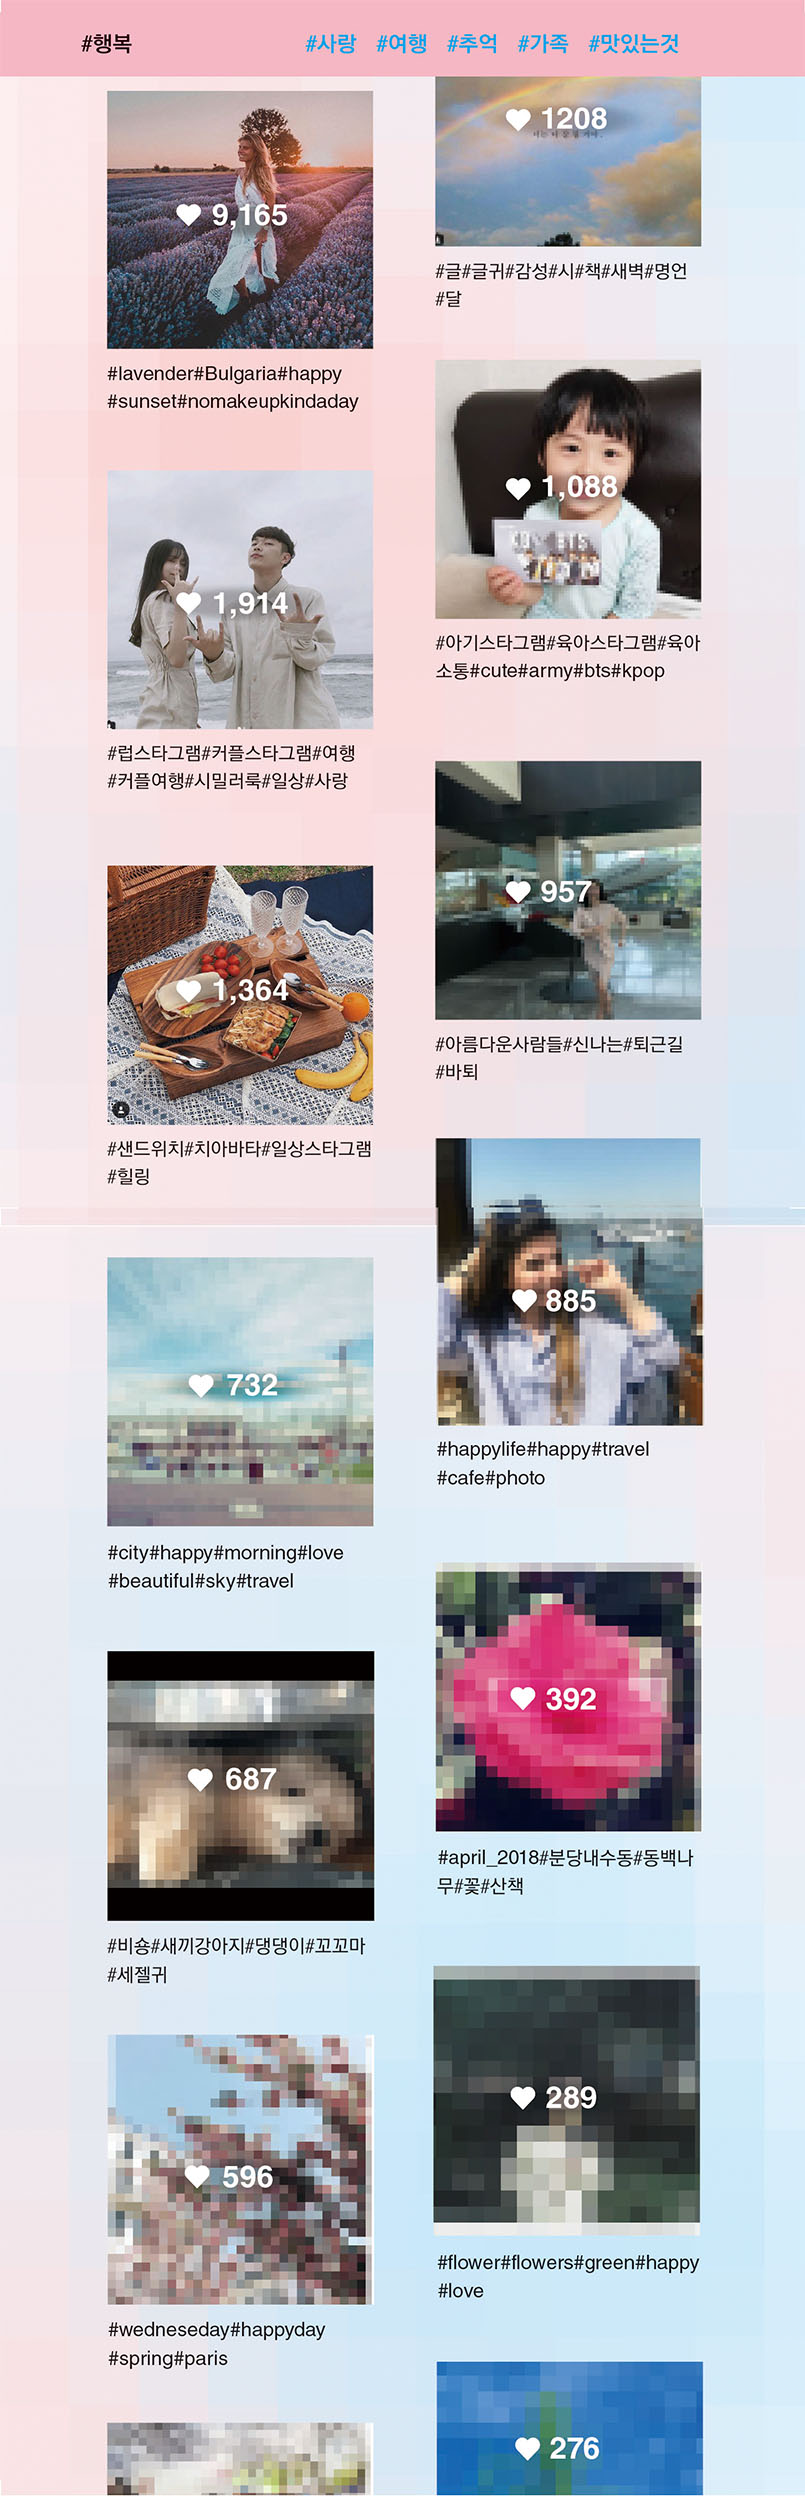 #행복 #사랑 #여행 #추억 #가족 #맛있는것
9,165
#lavender#Bulgaria#happy
#sunset#nomakeupkindaday
1,914
#럽스타그램#커플스타그램#여행
#커플여행#시밀러룩#일상#사랑
1,364
#샌드위치#치아바타#일상스타그램
#힐링
732
#city#happy#morning#love
#beautiful#sky#travel
687
#비숑#새끼강아지#댕댕이#꼬꼬마
#세젤귀
596
#wedneseday#happyday
#spring#paris
1208
#글#글귀#감성#시#책#새벽#명언
#달
1,088
BTS
#아기스타그램#육아스타그램#육아
소통#cute#army#bts#kpop
957
#아름다운사람들#신나는#퇴근길
#바퇴
885
#happylife#happy#travel
#cafe#photo
392
#april_2018#분당내수동#동백나
무#꽃#산책
289
#flower#flowers#green#happy
#love
276